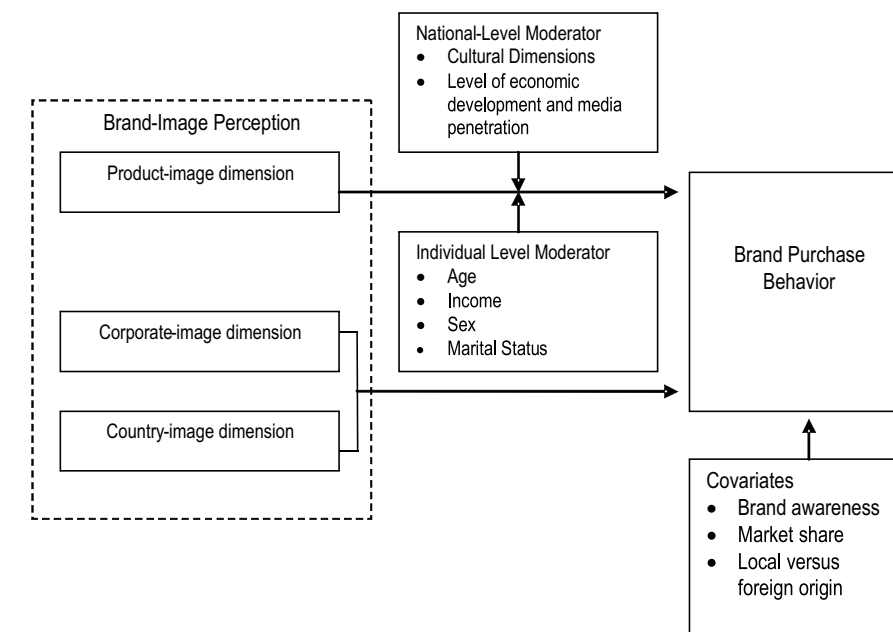 National-Level Moderator
● Cultural Dimensions
● Level of economic
development and media
penetration
Brand-Image Perception
Product-image dimension
Individual Level Moderator
● Age
● Income
● Sex
● Marital Status
Brand Purchase
Behavior
Corporate-image dimension
Country-image dimension
Covariates
● Brand awareness
● Market share
● Local versus
foreign origin